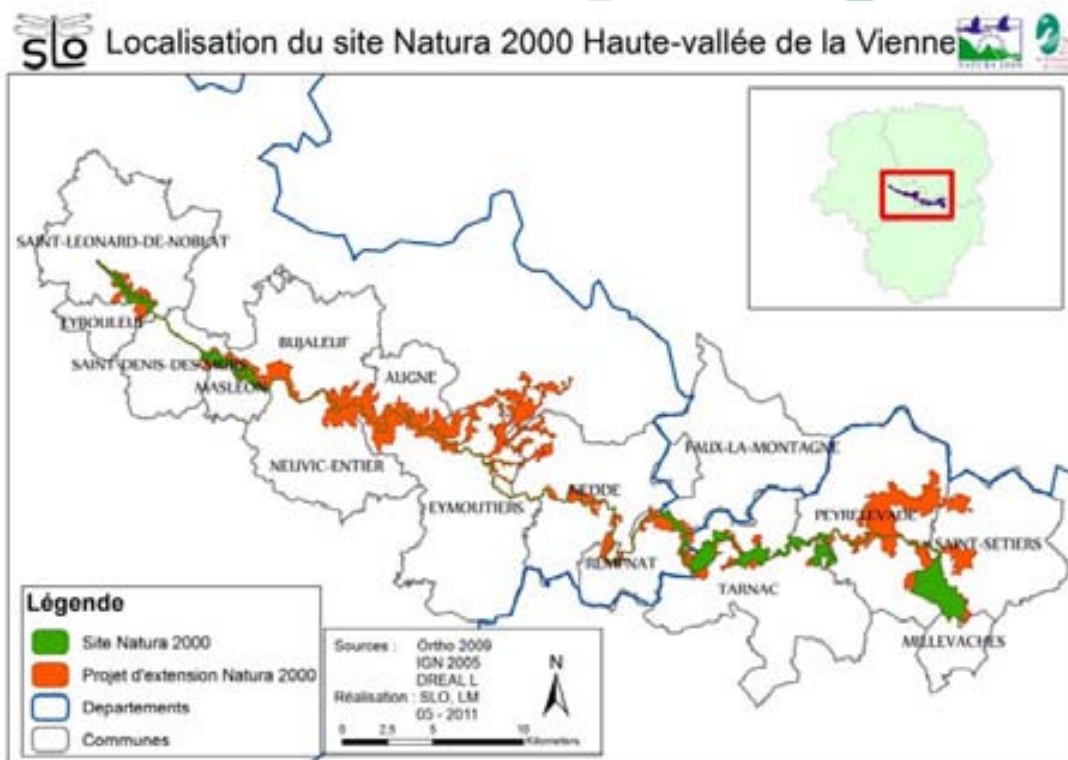 SLO
Localisation du site Natura 2000 Haute-vallée de la Vienne
NATURA 2000
SAINT-LEONARD-DE-NOBLAT
EYBOULEUF
SAINT-DENIS-DES-MURS
MASLEON
BUJALEUF
AUGNE
NEUVIC-ENTIER
EYMOUTIERS
NEDDE
REMPNAT
FAUX-LA-MONTAGNE
PEYRELEVADE
SAINT-SETIERS
TARNAC
MILLEVACHES
Légende
Site Natura 2000
Projet d'extension Natura 2000
Departements
Communes
Sources : Ortho 2009
IGN 2005
DREAL L
Réalisation : SLO, LM
05 - 2011
N
0 2,5 5 10
Kilometers